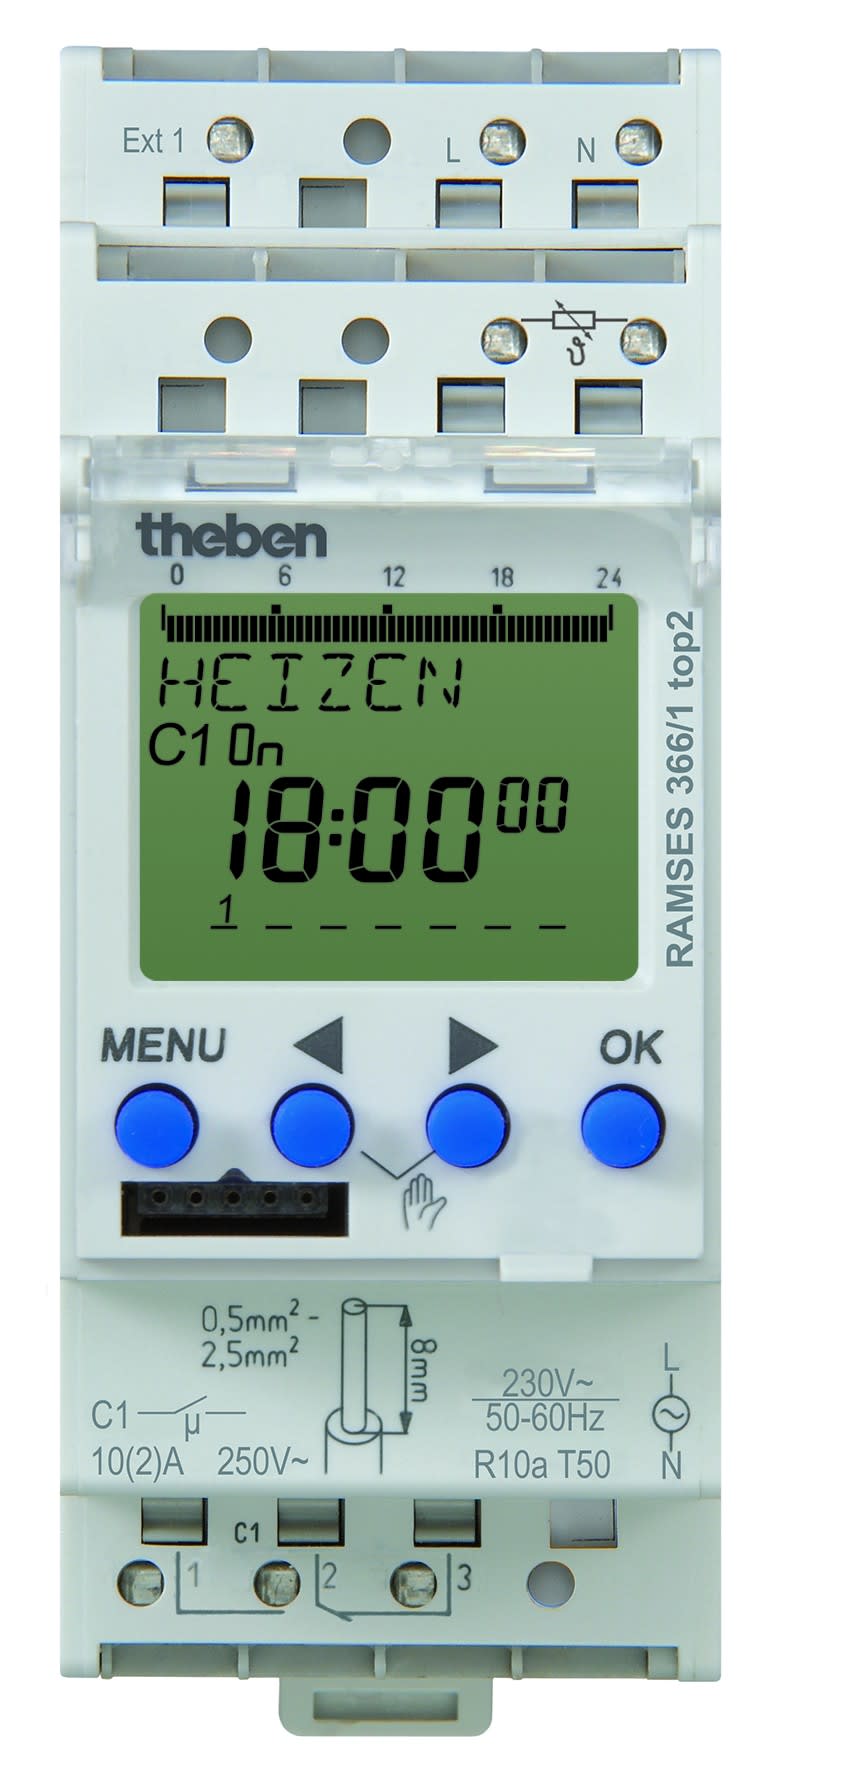 Ext 1 L N
theben
0 6 12 18 24
HEIZEN
C1 On
18:00 00
1
RAMSES 366/1 top2
MENU OK
0,5mm² -
2,5mm²
8mm
C1 µ
10(2)A 250V~
230V~
50-60Hz
R10a T50
L
N
C1
1 2 3